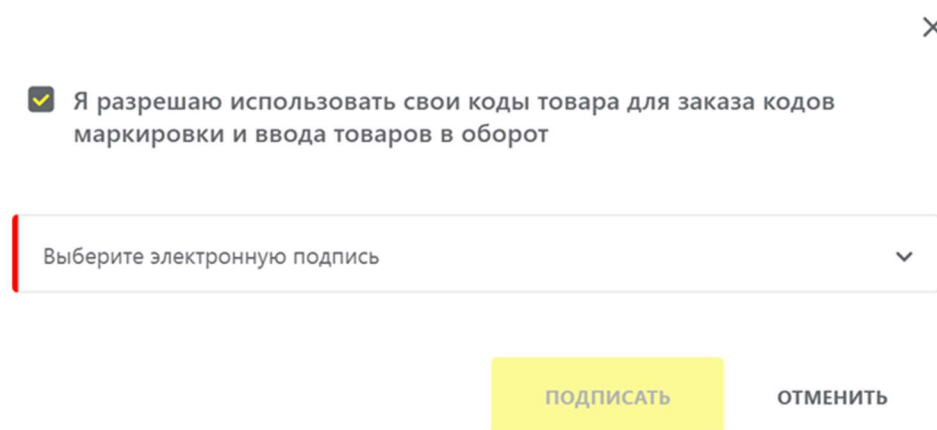 Я разрешаю использовать свои коды товара для заказа кодов
маркировки и ввода товаров в оборот
Выберите электронную подпись
ПОДПИСАТЬ ОТМЕНИТЬ